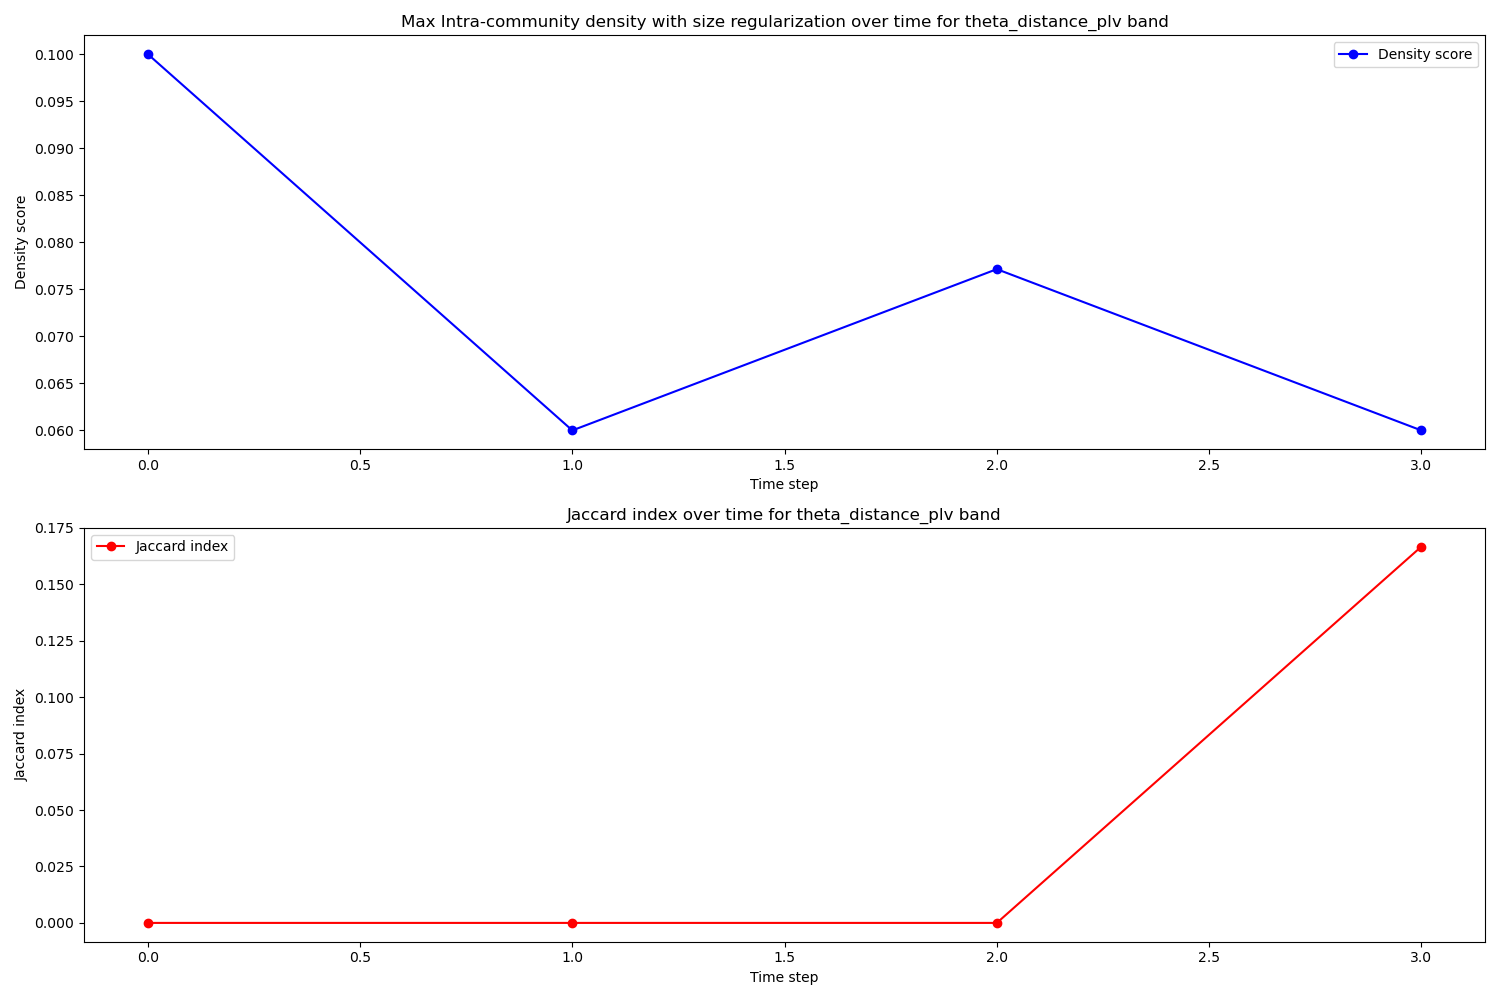 Max Intra-community density with size regularization over time for theta_distance_plv band
Density score
0.100
0.095
0.090
0.085
0.080
0.075
0.070
0.065
0.060
Density score
0.0 0.5 1.0 1.5 2.0 2.5 3.0
Time step
Jaccard index over time for theta_distance_plv band
Jaccard index
0.175
0.150
0.125
0.100
0.075
0.050
0.025
0.000
Jaccard index
0.0 0.5 1.0 1.5 2.0 2.5 3.0
Time step